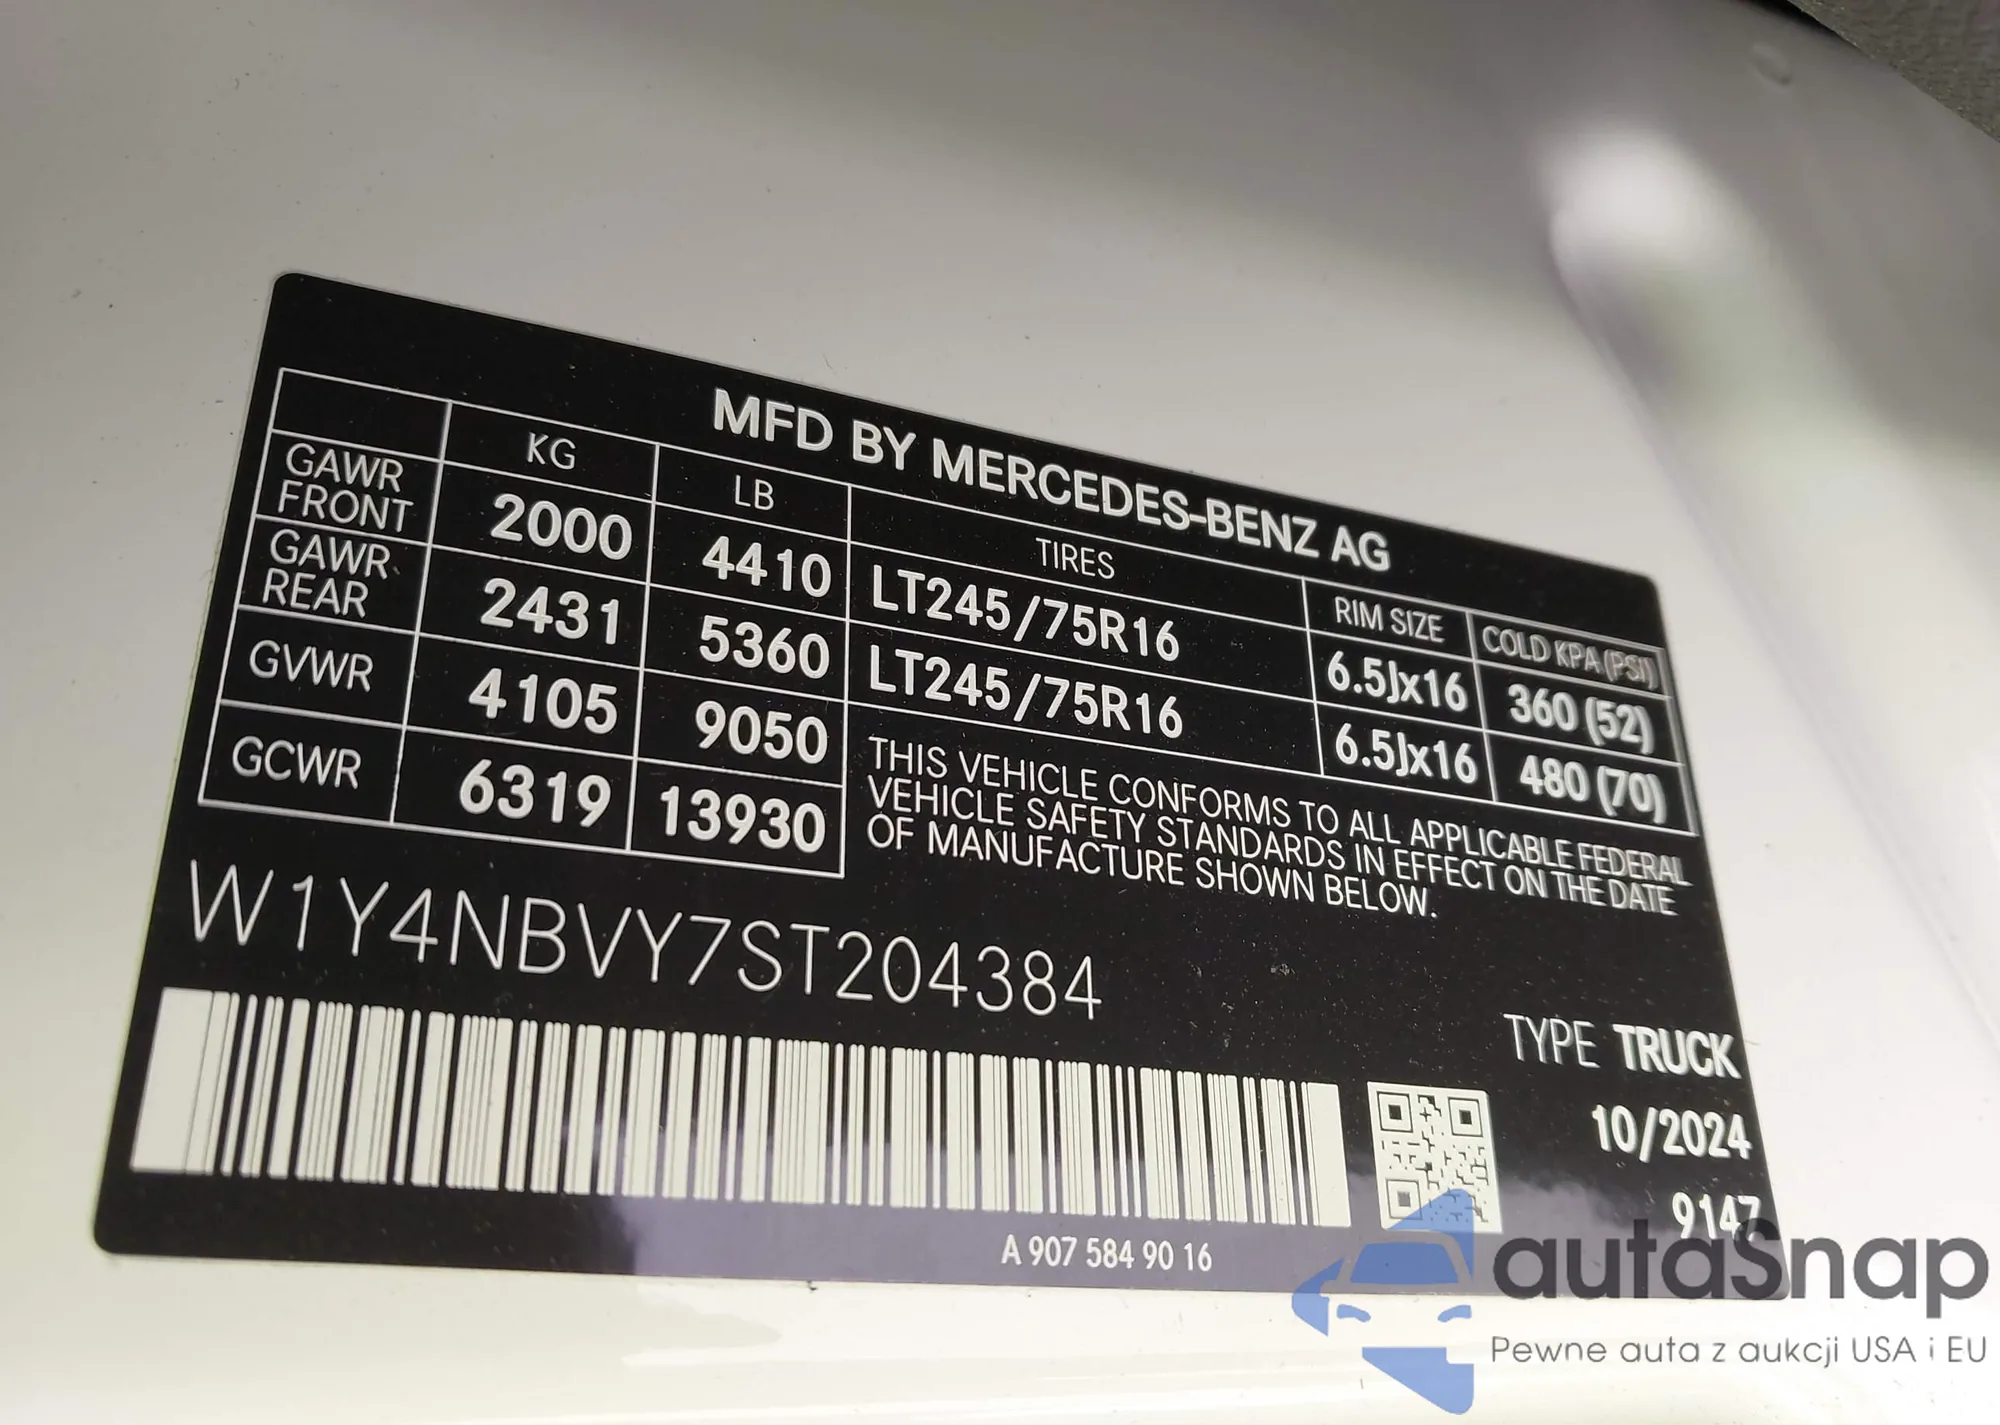 MFD BY MERCEDES-BENZ AG
KG LB TIRES RIM SIZE COLD KPA (PSI)
GAWR FRONT 2000 4410 LT245/75R16 6.5Jx16 360 (52)
GAWR REAR 2431 5360 LT245/75R16 6.5Jx16 480 (70)
GVWR 4105 9050
GCWR 6319 13930
THIS VEHICLE CONFORMS TO ALL APPLICABLE FEDERAL
VEHICLE SAFETY STANDARDS IN EFFECT ON THE DATE
OF MANUFACTURE SHOWN BELOW.
W1Y4NBVY7ST204384
TYPE TRUCK
10/2024
9147
A 907 584 90 16
autaSnap
Pewne auta z aukcji USA i EU